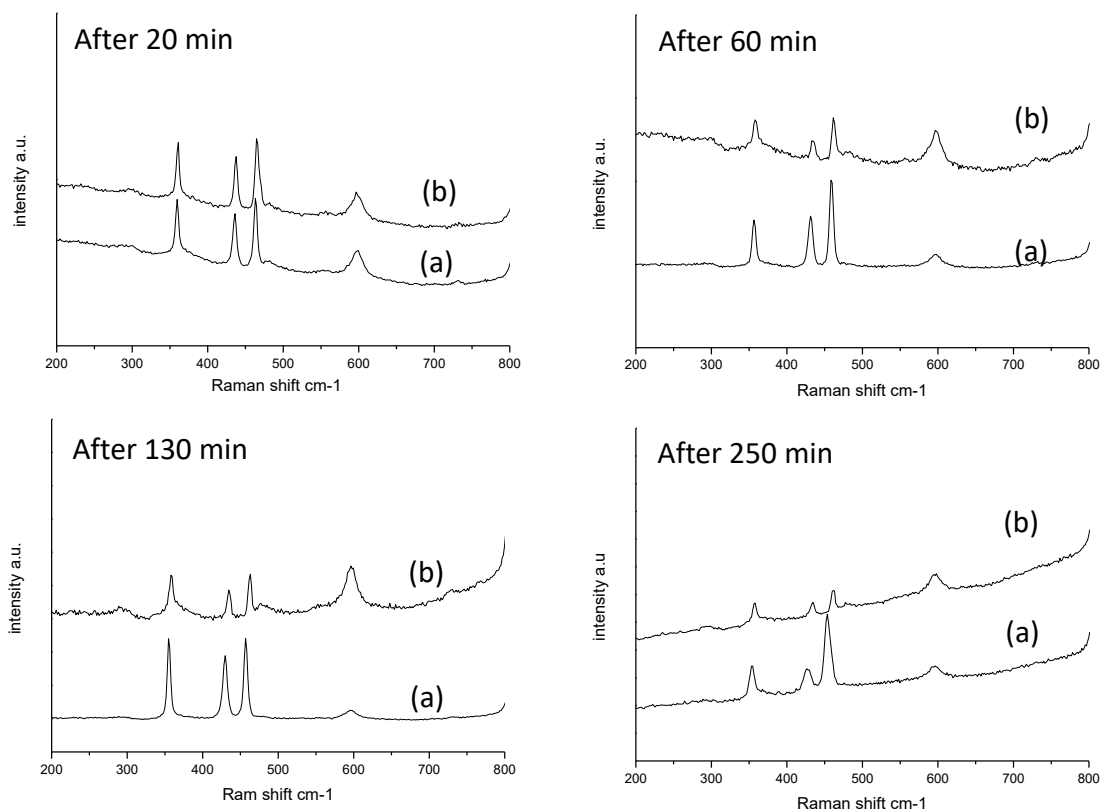 After 20 min
intensity a.u.
(b)
(a)
200 300 400 500 600 700 800
Raman shift cm-1
After 60 min
intensity a.u.
(b)
(a)
200 300 400 500 600 700 800
Raman shift cm-1
After 130 min
intensity a.u.
(b)
(a)
200 300 400 500 600 700 800
Ram shift cm-1
After 250 min
intensity a.u
(b)
(a)
200 300 400 500 600 700 800
Raman shift cm-1